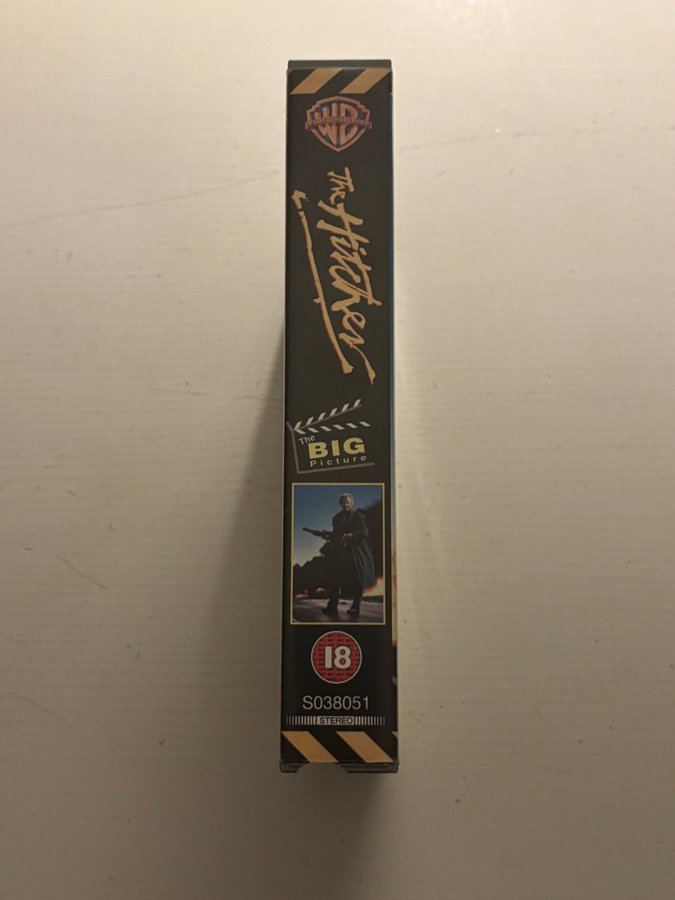 WB
The Hitcher
The
BIG
Picture
18
S038051
STEREO